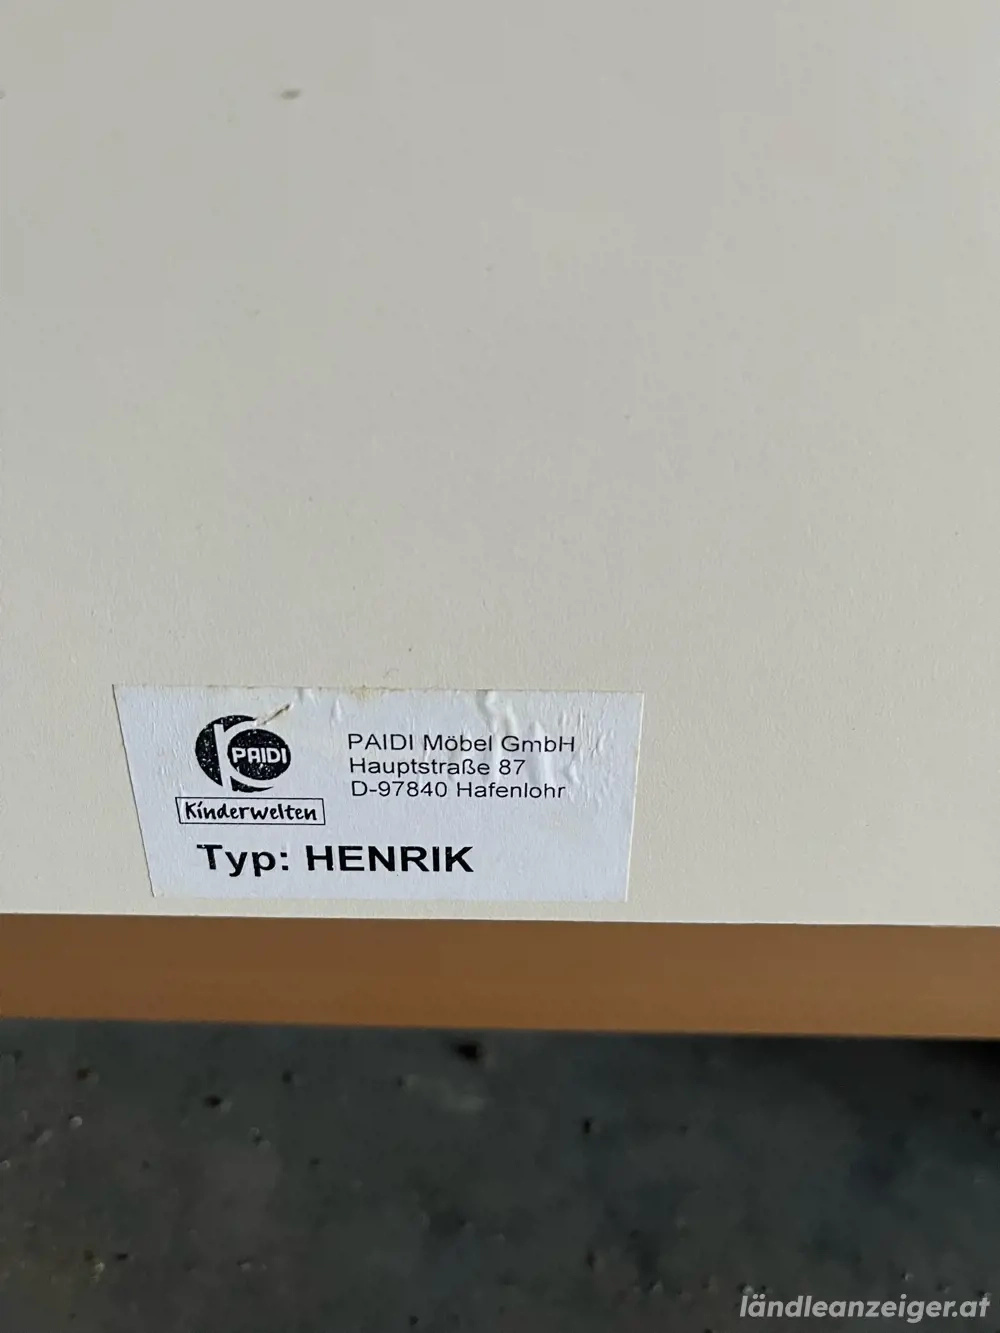 PAIDI
Kinderwelten
PAIDI Möbel GmbH
Hauptstraße 87
D-97840 Hafenlohr
Typ: HENRIK
ländleanzeiger.at